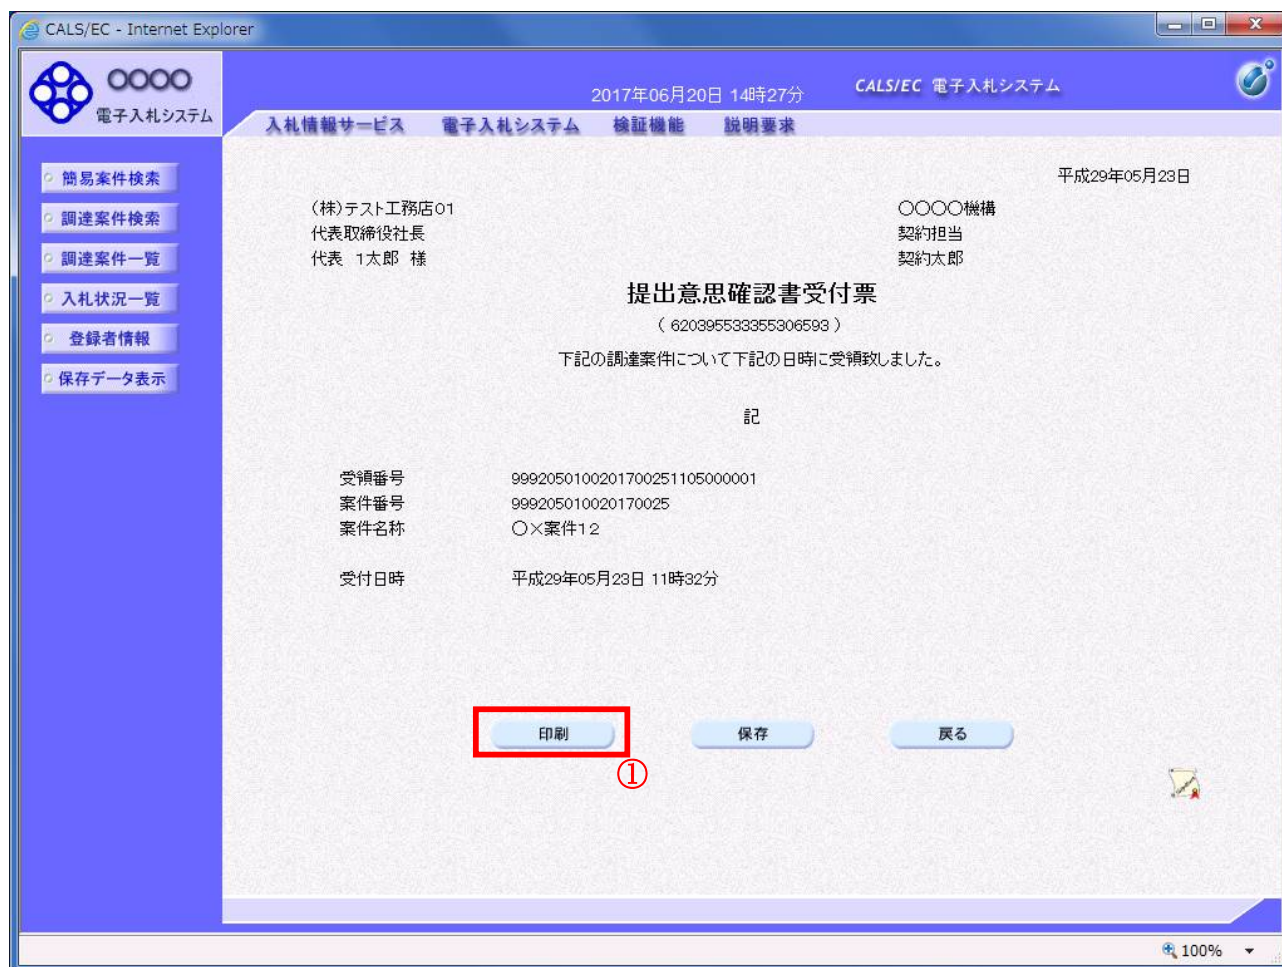 CALS/EC - Internet Explorer
〇〇〇〇
電子入札システム
2017年06月20日 14時27分
CALS/EC 電子入札システム
入札情報サービス 電子入札システム 検証機能 説明要求
簡易案件検索
調達案件検索
調達案件一覧
入札状況一覧
登録者情報
保存データ表示
平成29年05月23日
(株)テスト工務店01
代表取締役社長
代表 1太郎 様
〇〇〇〇機構
契約担当
契約太郎
提出意思確認書受付票
( 620395533355306593 )
下記の調達案件について下記の日時に受領致しました。
記
受領番号 9992050100201700251105000001
案件番号 999205010020170025
案件名称 〇×案件12
受付日時 平成29年05月23日 11時32分
印刷 保存 戻る
①
100%